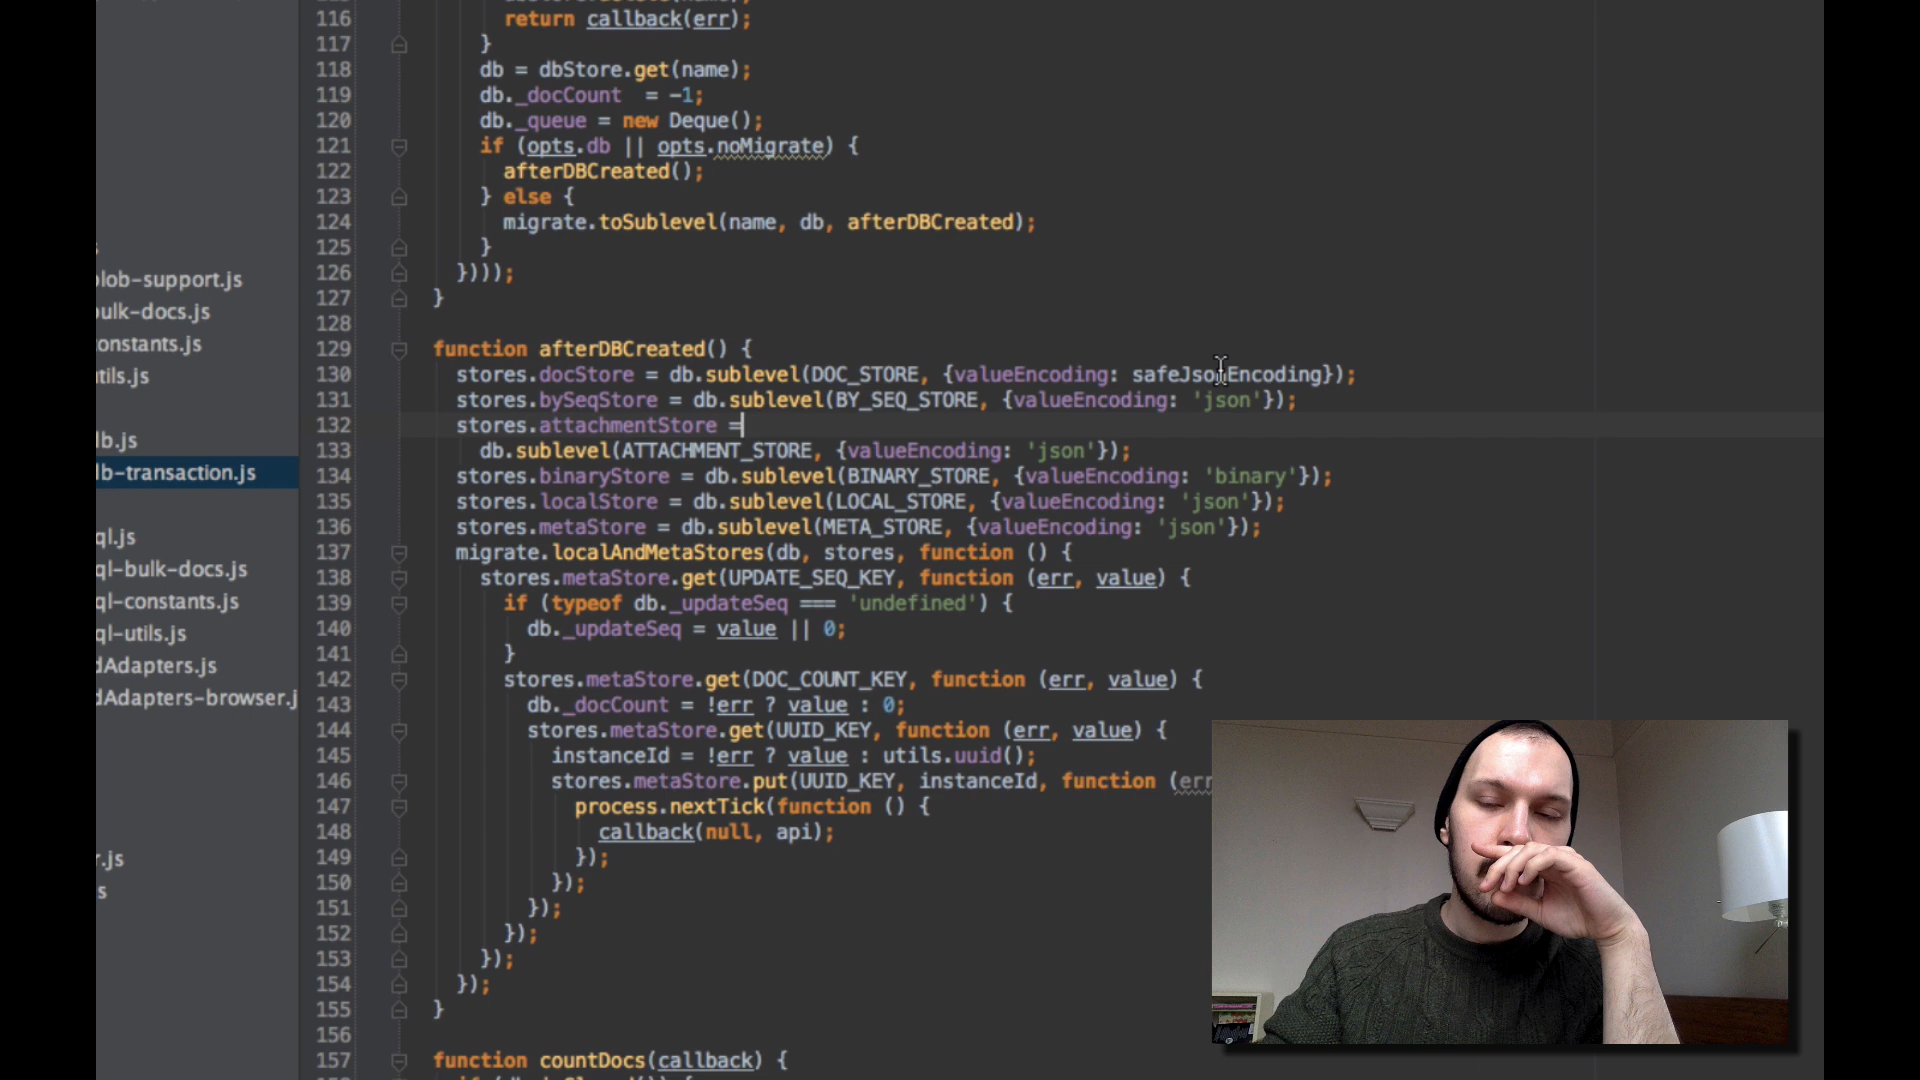 blob-support.js
bulk-docs.js
constants.js
utils.js
db.js
db-transaction.js
ql.js
ql-bulk-docs.js
ql-constants.js
ql-utils.js
dAdapters.js
dAdapters-browser.j
r.js
s
116 return callback(err);
117 }
118 db = dbStore.get(name);
119 db._docCount  = -1;
120 db._queue = new Deque();
121 if (opts.db || opts.noMigrate) {
122 afterDBCreated();
123 } else {
124 migrate.toSublevel(name, db, afterDBCreated);
125 }
126 })));
127 }
128
129 function afterDBCreated() {
130 stores.docStore = db.sublevel(DOC_STORE, {valueEncoding: safeJsonEncoding});
131 stores.bySeqStore = db.sublevel(BY_SEQ_STORE, {valueEncoding: 'json'});
132 stores.attachmentStore =
133 db.sublevel(ATTACHMENT_STORE, {valueEncoding: 'json'});
134 stores.binaryStore = db.sublevel(BINARY_STORE, {valueEncoding: 'binary'});
135 stores.localStore = db.sublevel(LOCAL_STORE, {valueEncoding: 'json'});
136 stores.metaStore = db.sublevel(META_STORE, {valueEncoding: 'json'});
137 migrate.localAndMetaStores(db, stores, function () {
138 stores.metaStore.get(UPDATE_SEQ_KEY, function (err, value) {
139 if (typeof db._updateSeq === 'undefined') {
140 db._updateSeq = value || 0;
141 }
142 stores.metaStore.get(DOC_COUNT_KEY, function (err, value) {
143 db._docCount = !err ? value : 0;
144 stores.metaStore.get(UUID_KEY, function (err, value) {
145 instanceId = !err ? value : utils.uuid();
146 stores.metaStore.put(UUID_KEY, instanceId, function (err
147 process.nextTick(function () {
148 callback(null, api);
149 });
150 });
151 });
152 });
153 });
154 });
155 }
156
157 function countDocs(callback) {